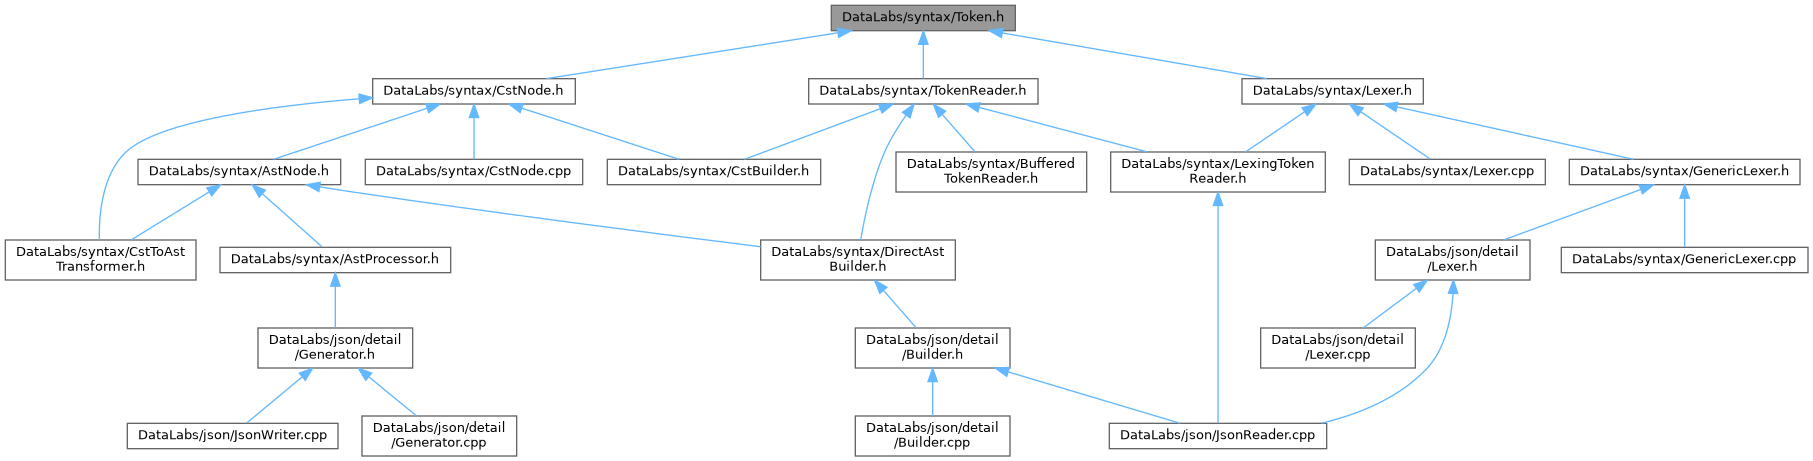 DataLabs/syntax/Token.h
DataLabs/syntax/CstNode.h
DataLabs/syntax/TokenReader.h
DataLabs/syntax/Lexer.h
DataLabs/syntax/AstNode.h
DataLabs/syntax/CstNode.cpp
DataLabs/syntax/CstBuilder.h
DataLabs/syntax/Buffered
TokenReader.h
DataLabs/syntax/LexingToken
Reader.h
DataLabs/syntax/Lexer.cpp
DataLabs/syntax/GenericLexer.h
DataLabs/syntax/CstToAst
Transformer.h
DataLabs/syntax/AstProcessor.h
DataLabs/syntax/DirectAst
Builder.h
DataLabs/json/detail
/Lexer.h
DataLabs/syntax/GenericLexer.cpp
DataLabs/json/detail
/Generator.h
DataLabs/json/detail
/Builder.h
DataLabs/json/detail
/Lexer.cpp
DataLabs/json/JsonWriter.cpp
DataLabs/json/detail
/Generator.cpp
DataLabs/json/detail
/Builder.cpp
DataLabs/json/JsonReader.cpp